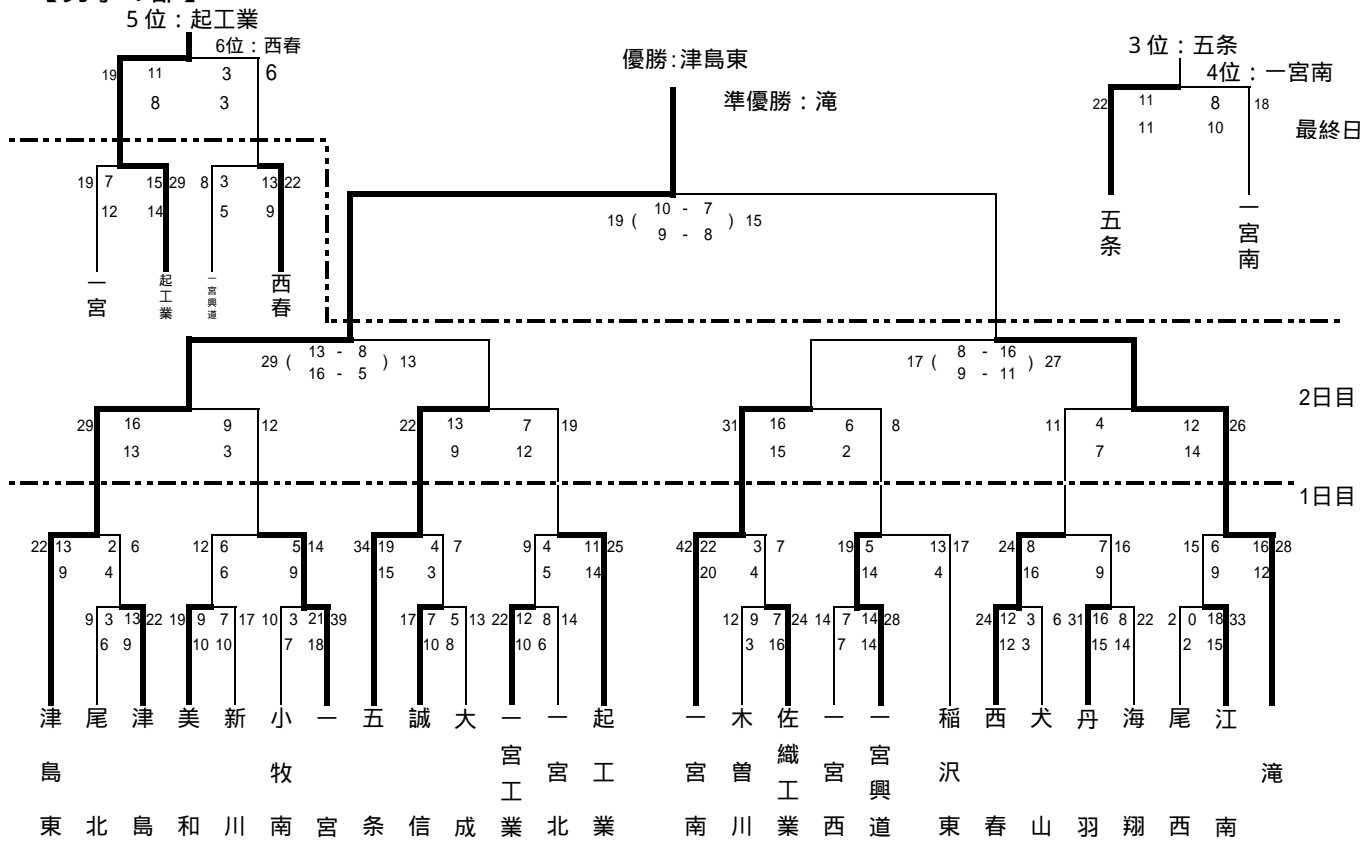 5位：起工業
6位：西春
優勝：津島東
準優勝：滝
3位：五条
4位：一宮南
19 11 3 6
8 3
22 11 8 18
11 10
最終日
19 7 15 29 8 3 13 22
12 14 5 9
一宮 起工業 一宮興道 西春
19 ( 10 - 7 ) 15
9 - 8
五条 一宮南
29 ( 13 - 8 ) 13
16 - 5
17 ( 8 - 16 ) 27
9 - 11
2日目
29 16 9 12 22 13 7 19 31 16 6 8 11 4 12 26
13 3 9 12 15 2 7 14
1日目
22 13 2 6 12 6 5 14 34 19 4 7 9 4 11 25 42 22 3 7 19 5 13 17 24 8 7 16 15 6 16 28
9 4 6 9 15 3 5 14 20 4 14 4 16 9 9 12
9 3 13 22 19 9 7 17 10 3 21 39 17 7 5 13 22 12 8 14 12 9 7 24 14 7 14 28 24 12 3 6 31 16 8 22 2 0 18 33
6 9 10 10 7 18 10 8 10 6 3 16 7 14 12 3 15 14 2 15
津島東 尾北 津島 美和 新川 小牧南 一宮 五条 誠信 大成 一宮工業 一宮北 起工業 一宮南 木曽川 佐織工業 一宮西 一宮興道 稲沢東 西春 犬山 丹羽 海翔 尾西 江南 滝